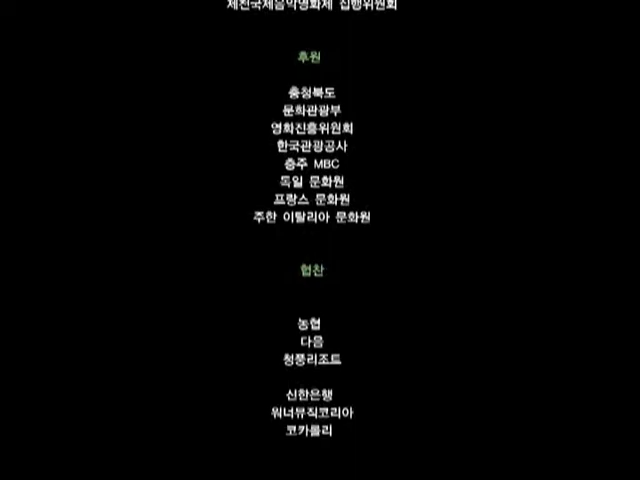 제천국제음악영화제 집행위원회
후원
충청북도
문화관광부
영화진흥위원회
한국관광공사
충주 MBC
독일 문화원
프랑스 문화원
주한 이탈리아 문화원
협찬
농협
다음
청풍리조트
신한은행
워너뮤직코리아
코카롤리